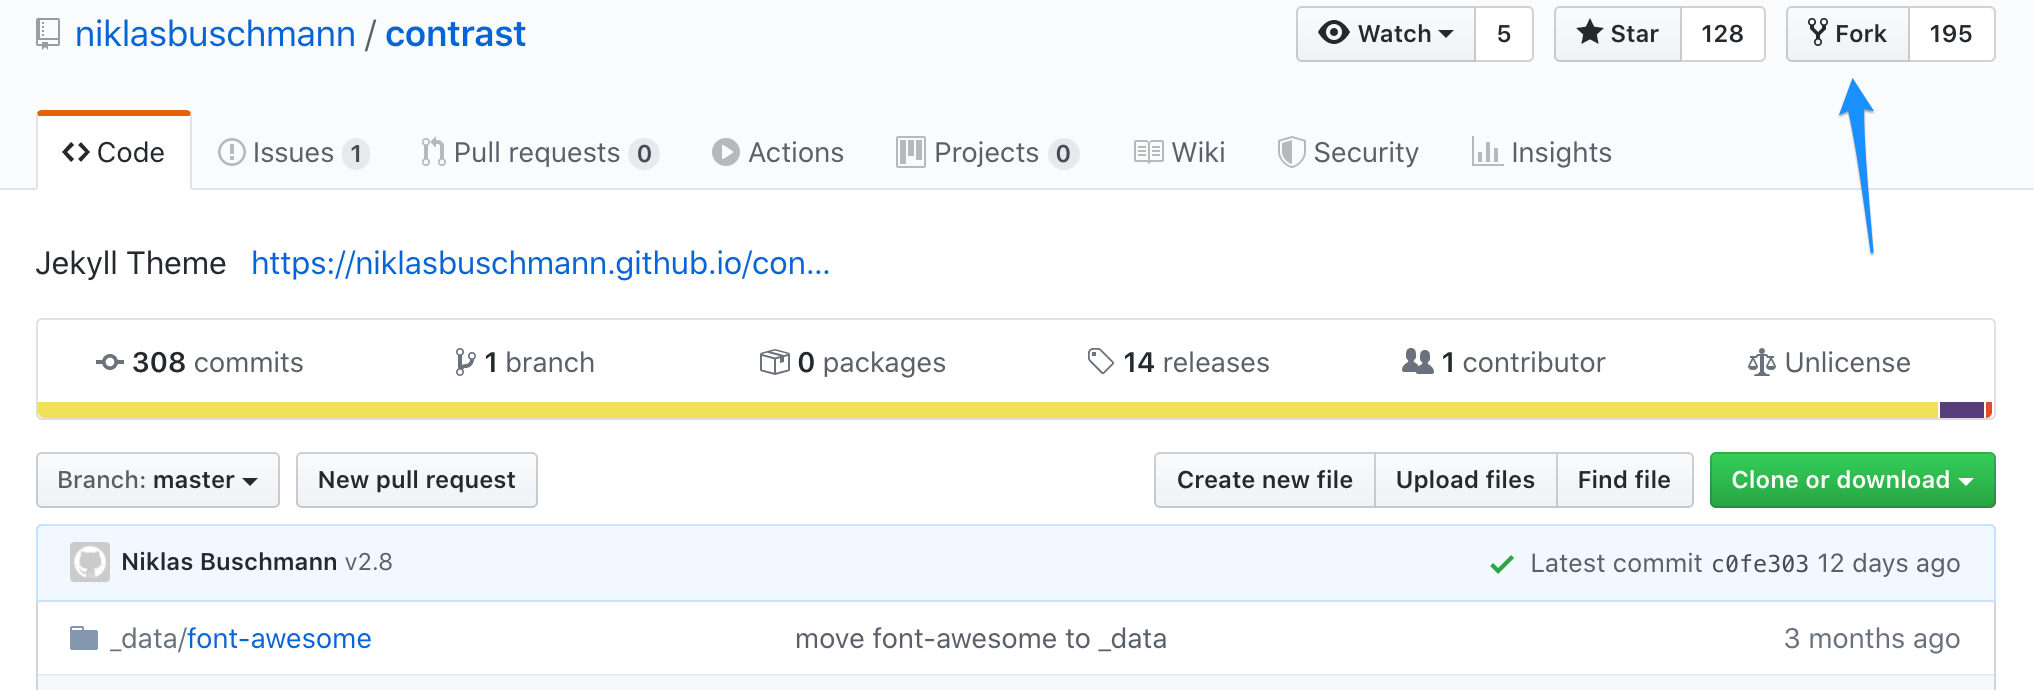 niklasbuschmann / contrast
Watch 5 Star 128 Fork 195
Code Issues 1 Pull requests 0 Actions Projects 0 Wiki Security Insights
Jekyll Theme https://niklasbuschmann.github.io/con...
308 commits 1 branch 0 packages 14 releases 1 contributor Unlicense
Branch: master New pull request Create new file Upload files Find file Clone or download
Niklas Buschmann v2.8 Latest commit c0fe303 12 days ago
_data/font-awesome move font-awesome to _data 3 months ago